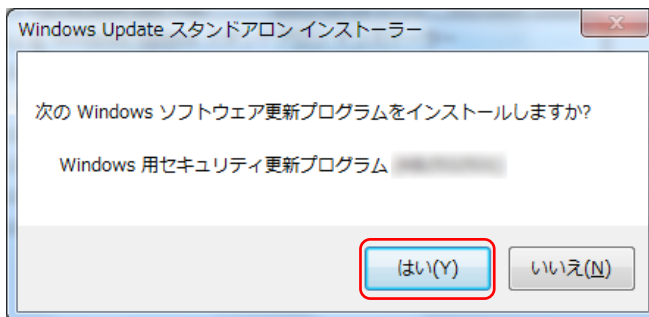 Windows Update スタンドアロン インストーラー
次の Windows ソフトウェア更新プログラムをインストールしますか?
Windows 用セキュリティ更新プログラム
はい(Y)
いいえ(N)